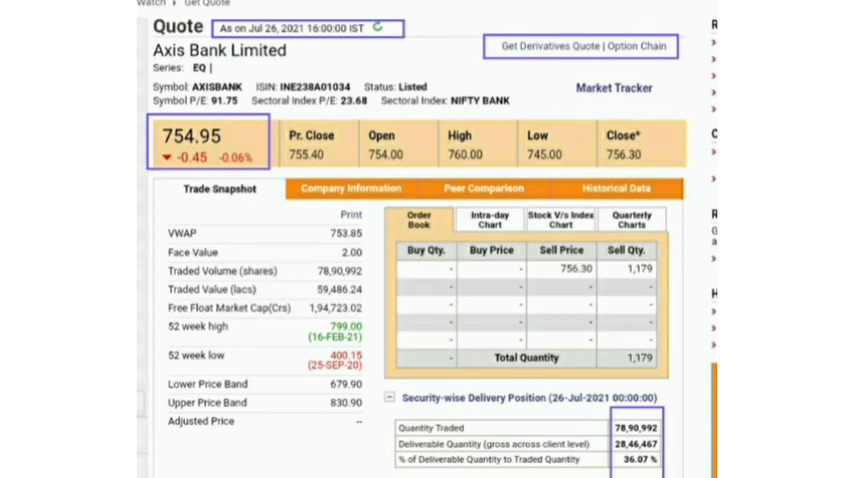 Watch › Get Quote
Quote As on Jul 26, 2021 16:00:00 IST
Axis Bank Limited
Get Derivatives Quote | Option Chain
Series: EQ |
Symbol: AXISBANK ISIN: INE238A01034 Status: Listed
Market Tracker
Symbol P/E: 91.75 Sectoral Index P/E: 23.68 Sectoral Index: NIFTY BANK
754.95 Pr. Close Open High Low Close*
-0.45 -0.06% 755.40 754.00 760.00 745.00 756.30
Trade Snapshot Company Information Peer Comparison Historical Data
Print
VWAP 753.85
Face Value 2.00
Traded Volume (shares) 78,90,992
Traded Value (lacs) 59,486.24
Free Float Market Cap(Crs) 1,94,723.02
52 week high 799.00
(16-FEB-21)
52 week low 400.15
(25-SEP-20)
Lower Price Band 679.90
Upper Price Band 830.90
Adjusted Price --
Order Book Intra-day Chart Stock V/s Index Chart Quarterly Charts
Buy Qty. Buy Price Sell Price Sell Qty.
- - 756.30 1,179
- - - -
- - - -
- - - -
- - - -
- Total Quantity 1,179
Security-wise Delivery Position (26-Jul-2021 00:00:00)
Quantity Traded 78,90,992
Deliverable Quantity (gross across client level) 28,46,467
% of Deliverable Quantity to Traded Quantity 36.07 %